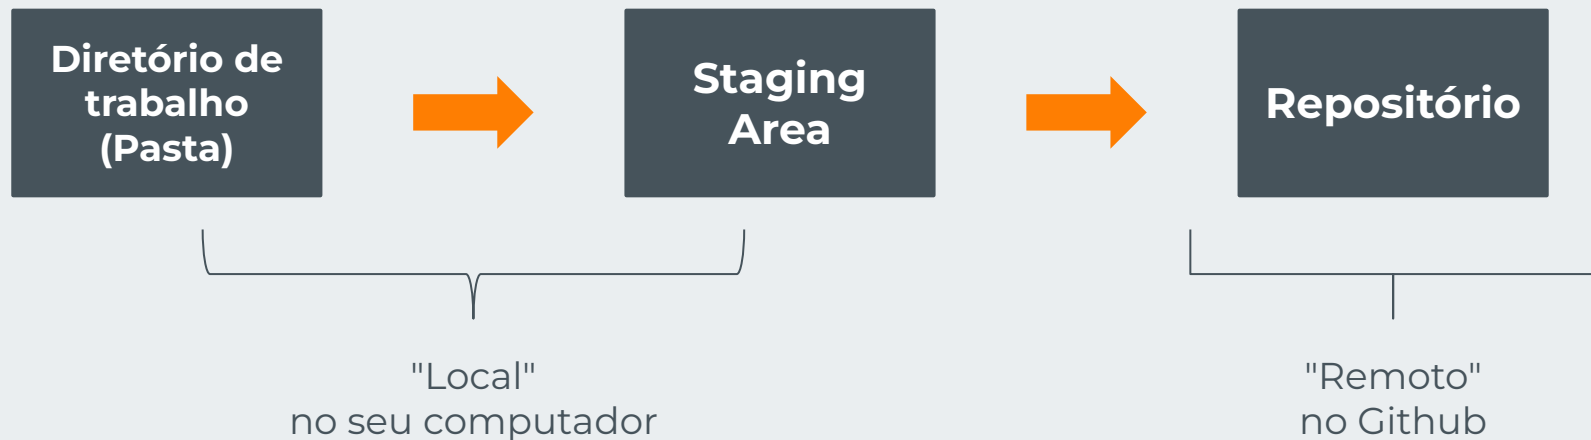 Diretório de
trabalho
(Pasta)
Staging
Area
Repositório
"Local"
no seu computador
"Remoto"
no Github